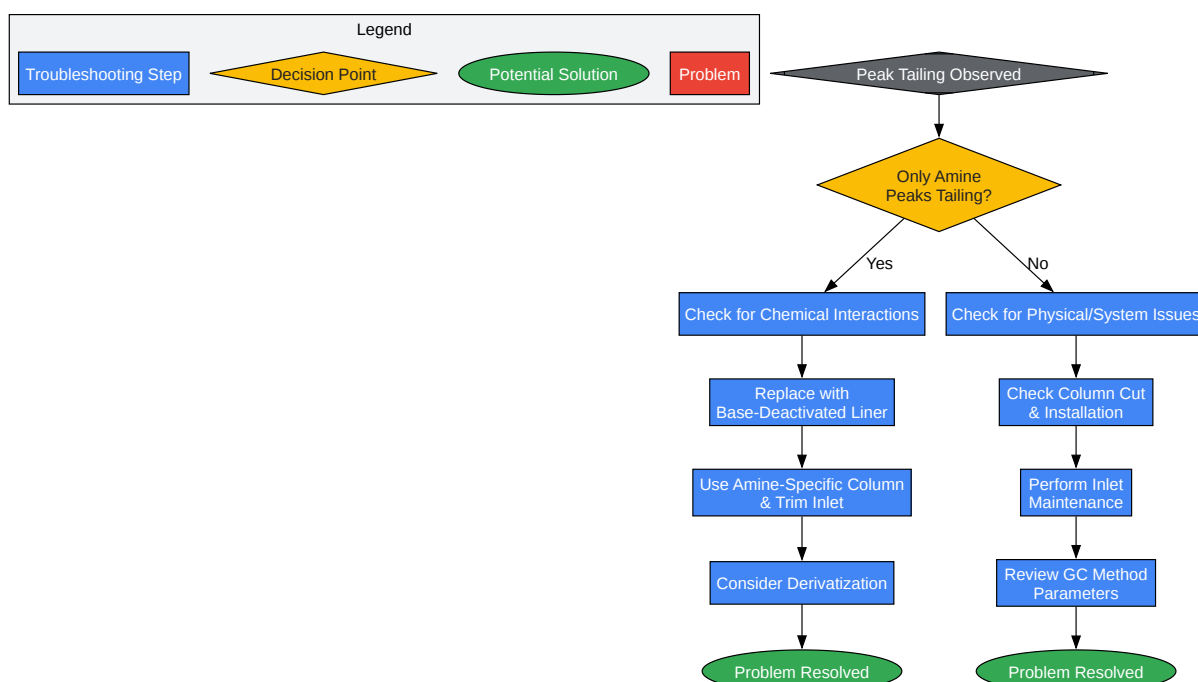 Legend
Troubleshooting Step
Decision Point
Potential Solution
Problem
Peak Tailing Observed
Only Amine
Peaks Tailing?
Yes
No
Check for Chemical Interactions
Check for Physical/System Issues
Replace with
Base-Deactivated Liner
Check Column Cut
& Installation
Use Amine-Specific Column
& Trim Inlet
Perform Inlet
Maintenance
Consider Derivatization
Review GC Method
Parameters
Problem Resolved
Problem Resolved